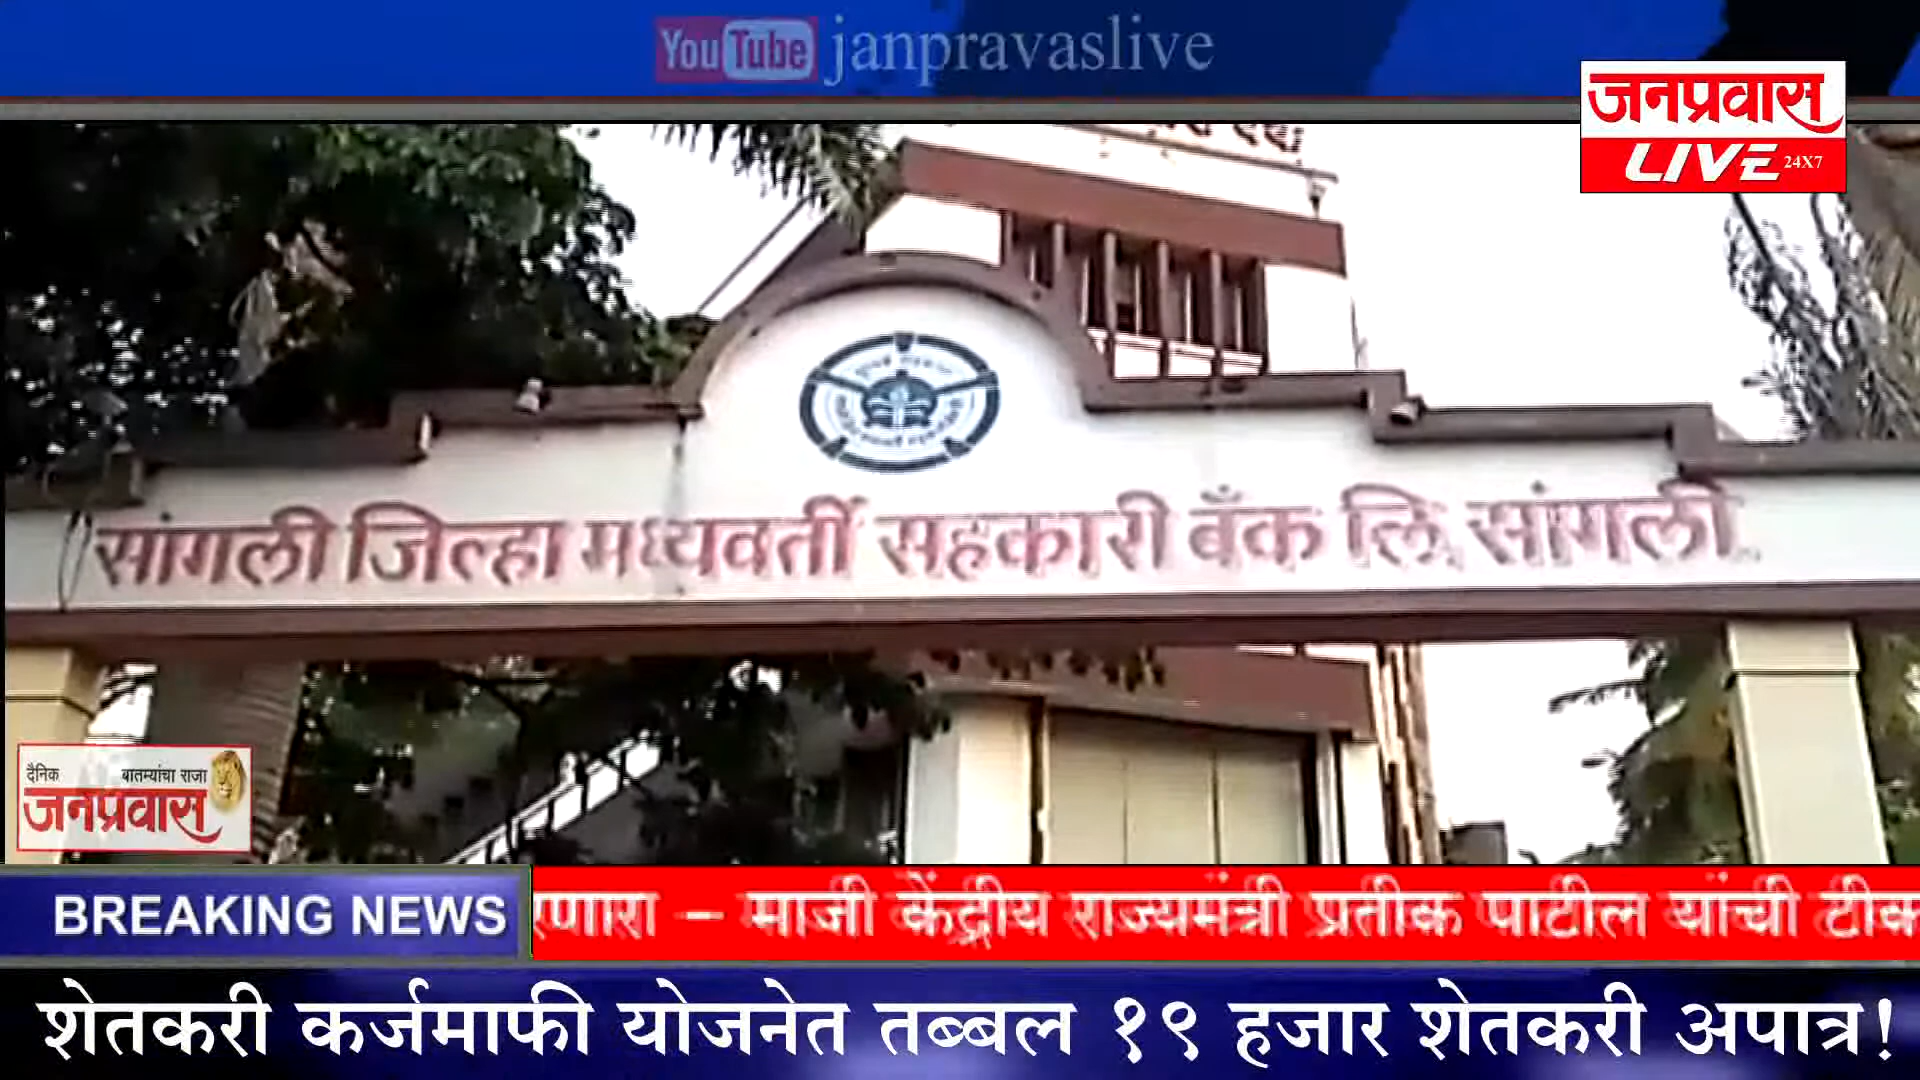 YouTube janpravaslive
जनप्रवास
LIVE 24X7
सांगली जिल्हा मध्यवर्ती सहकारी बँक लि. सांगली.
दैनिक बातम्यांचा राजा
जनप्रवास
BREAKING NEWS
रणारा – माजी केंद्रीय राज्यमंत्री प्रतीक पाटील यांची टीक
शेतकरी कर्जमाफी योजनेत तब्बल १९ हजार शेतकरी अपात्र!